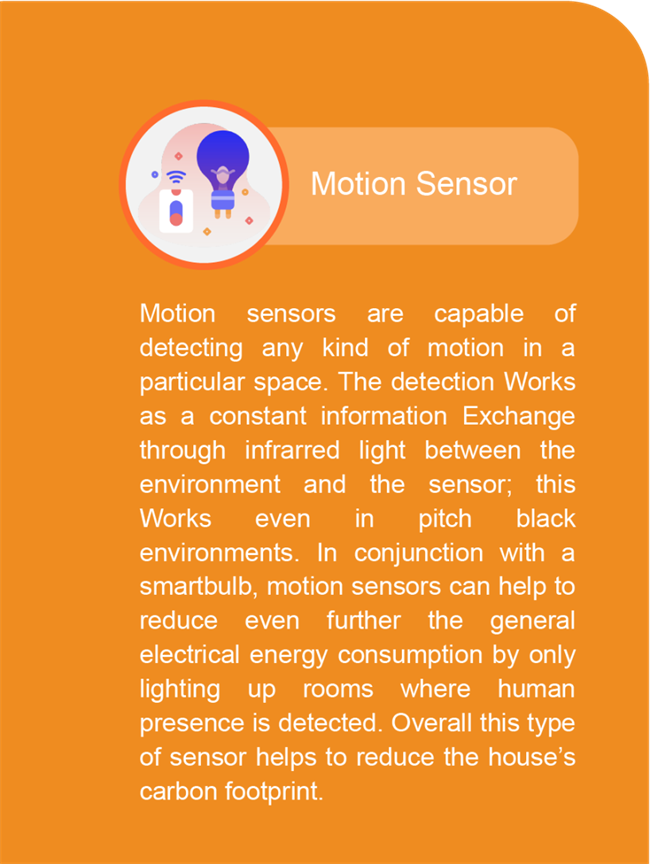 Motion Sensor
Motion sensors are capable of
detecting any kind of motion in a
particular space. The detection Works
as a constant information Exchange
through infrarred light between the
environment and the sensor; this
Works even in pitch black
environments. In conjunction with a
smartbulb, motion sensors can help to
reduce even further the general
electrical energy consumption by only
lighting up rooms where human
presence is detected. Overall this type
of sensor helps to reduce the house’s
carbon footprint.